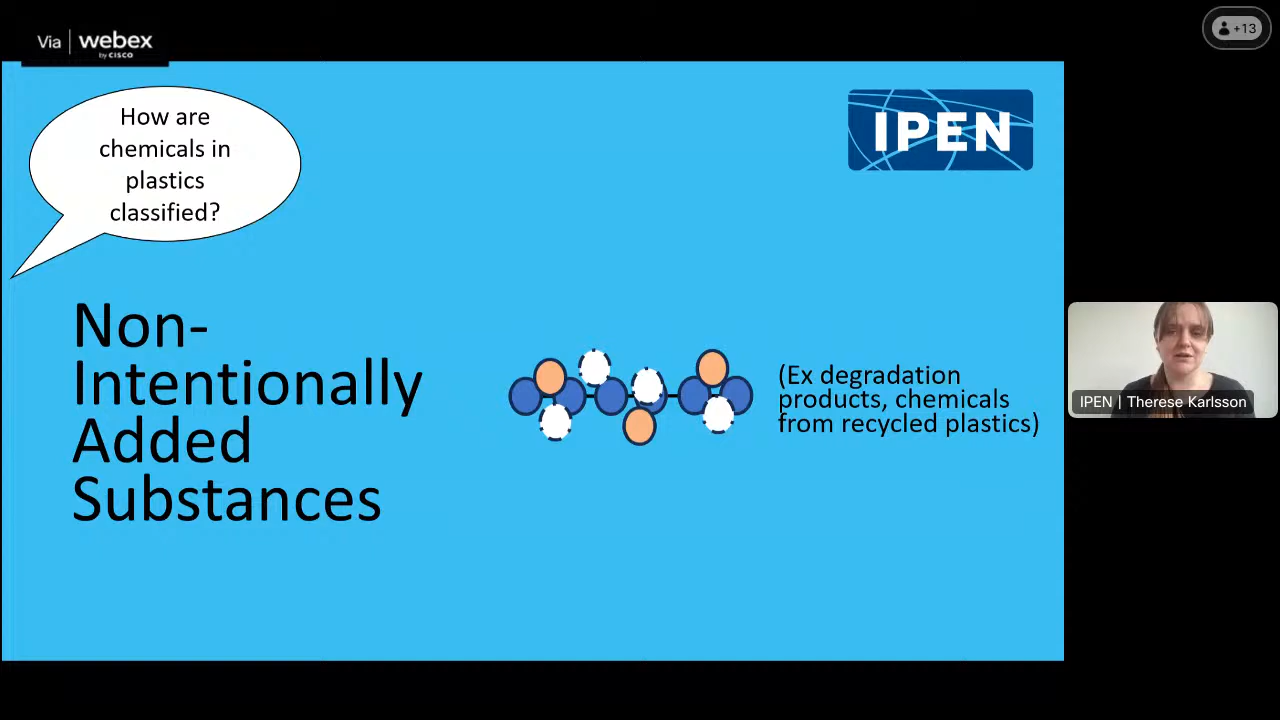 Via webex
by CISCO
+13
How are
chemicals in
plastics
classified?
IPEN
Non-
Intentionally
Added
Substances
(Ex degradation
products, chemicals
from recycled plastics)
IPEN | Therese Karlsson